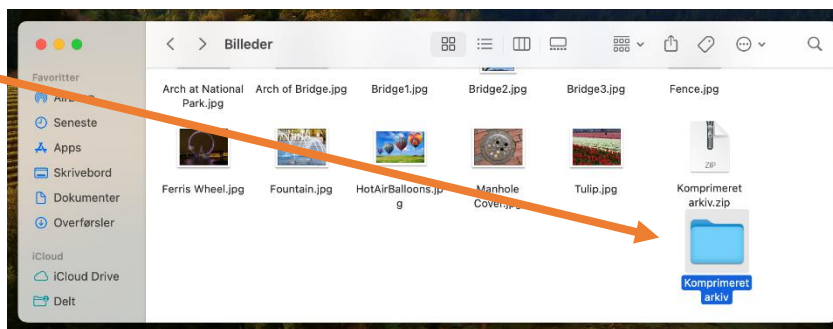 Billeder
Favoritter
Seneste
Apps
Skrivebord
Dokumenter
Overførsler
iCloud
iCloud Drive
Delt
Arch at National
Park.jpg
Arch of Bridge.jpg
Bridge1.jpg
Bridge2.jpg
Bridge3.jpg
Fence.jpg
Ferris Wheel.jpg
Fountain.jpg
HotAirBalloons.jp
g
Manhole
Cover.jpg
Tulip.jpg
ZIP
Komprimeret
arkiv.zip
Komprimeret
arkiv